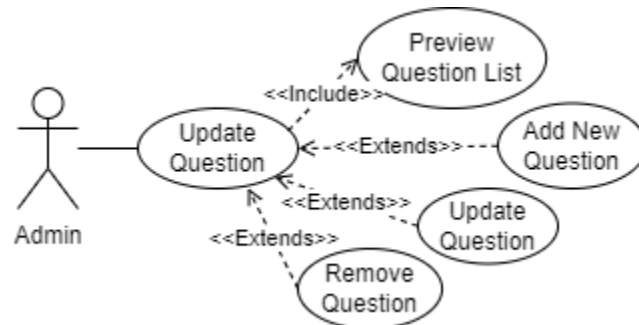 Preview
Question List
<<Include>>
Update
Question
<<Extends>>
Add New
Question
<<Extends>>
Update
Question
Admin
<<Extends>>
Remove
Question